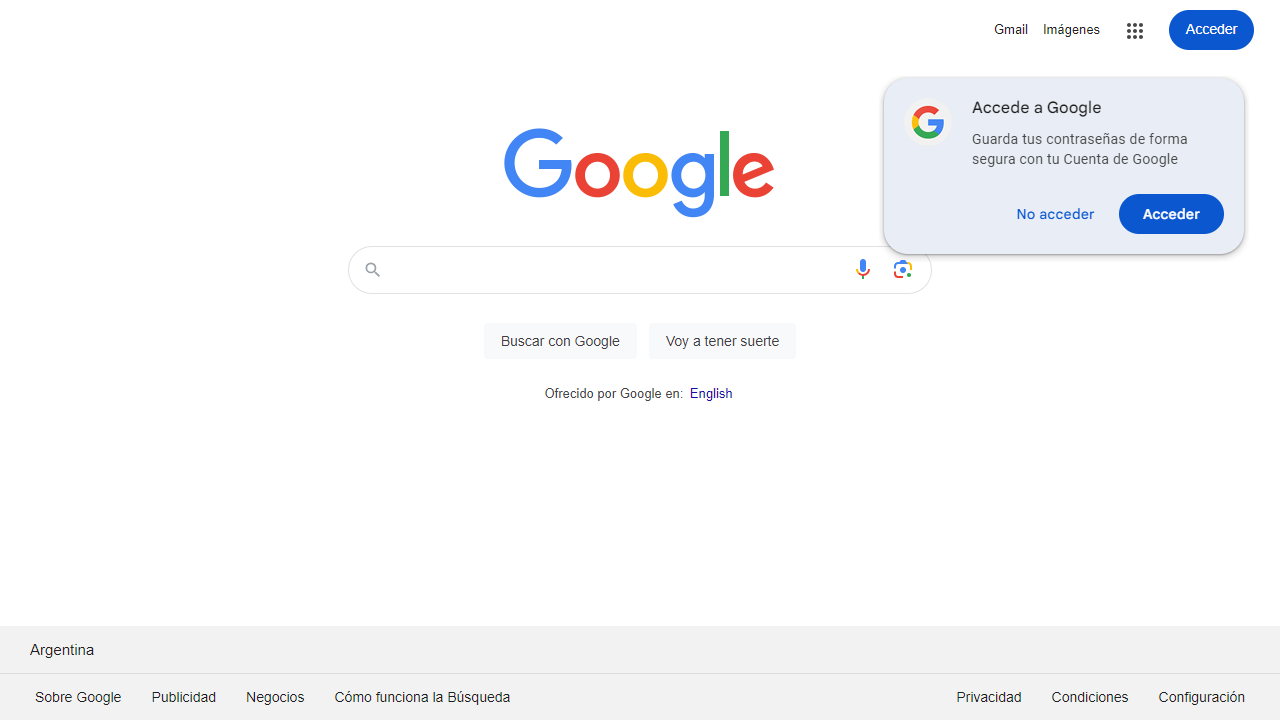 Gmail
Imágenes
Acceder
Accede a Google
Guarda tus contraseñas de forma
segura con tu Cuenta de Google
No acceder
Acceder
Google
Buscar con Google
Voy a tener suerte
Ofrecido por Google en: English
Argentina
Sobre Google
Publicidad
Negocios
Cómo funciona la Búsqueda
Privacidad
Condiciones
Configuración